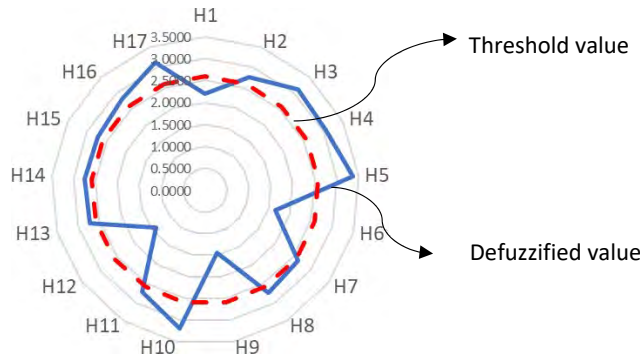 H1
H2
H3
H4
H5
H6
H7
H8
H9
H10
H11
H12
H13
H14
H15
H16
H17
3.5000
3.0000
2.5000
2.0000
1.5000
1.0000
0.5000
0.0000
Threshold value
Defuzzified value